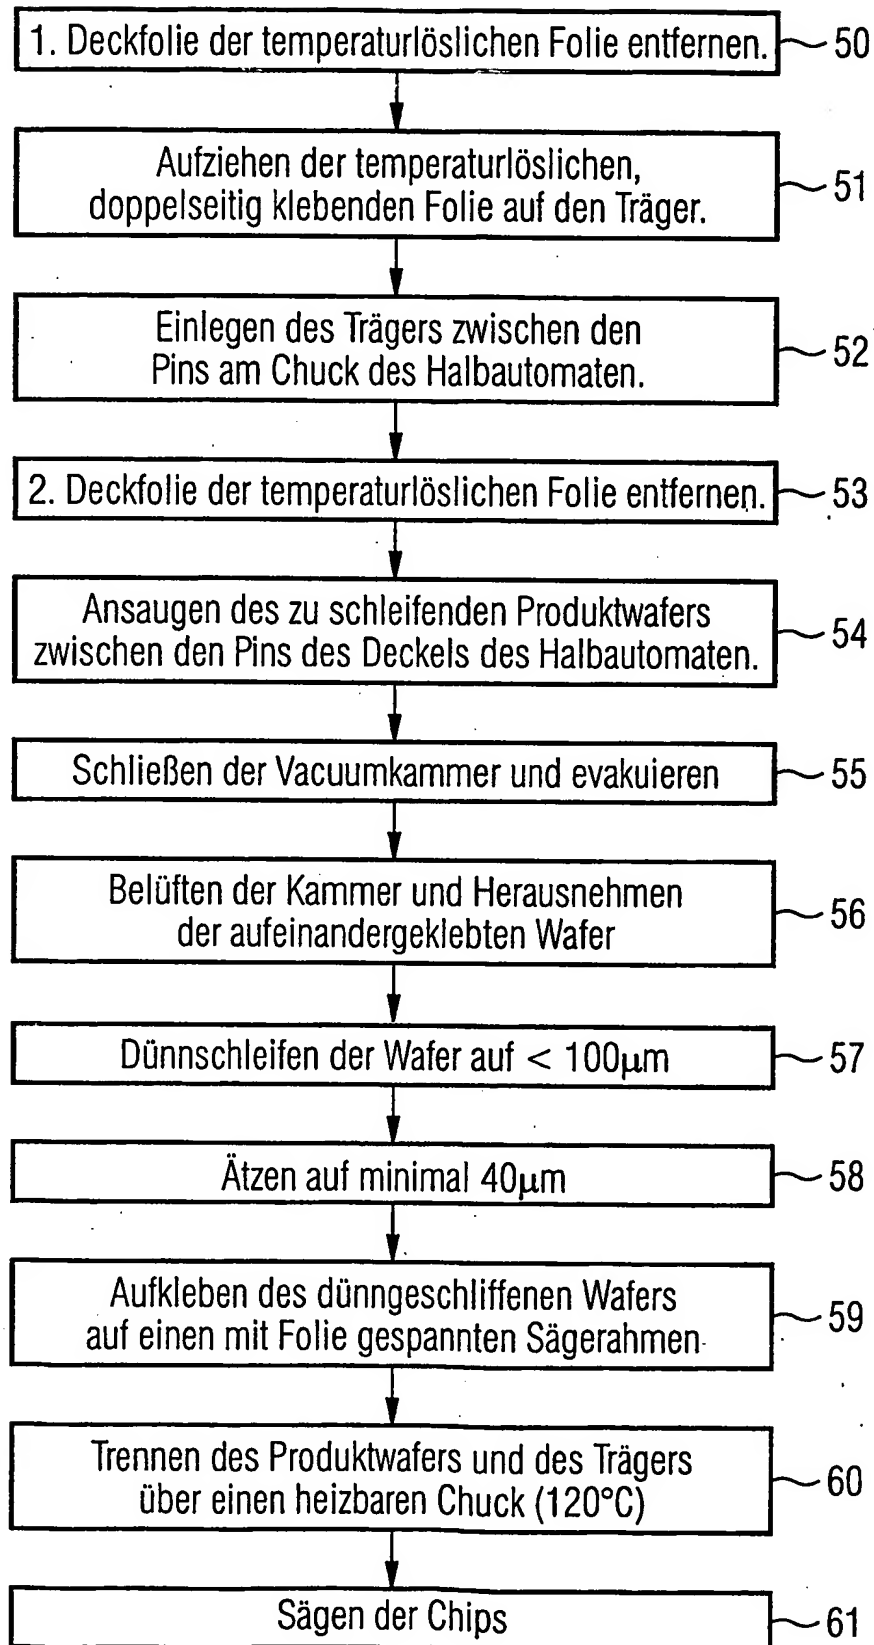 1. Deckfolie der temperaturlöslichen Folie entfernen.
50
Aufziehen der temperaturlöslichen,
doppelseitig klebenden Folie auf den Träger.
51
Einlegen des Trägers zwischen den
Pins am Chuck des Halbautomaten.
52
2. Deckfolie der temperaturlöslichen Folie entfernen.
53
Ansaugen des zu schleifenden Produktwafers
zwischen den Pins des Deckels des Halbautomaten.
54
Schließen der Vacuumkammer und evakuieren
55
Belüften der Kammer und Herausnehmen
der aufeinandergeklebten Wafer
56
Dünnschleifen der Wafer auf < 100µm
57
Ätzen auf minimal 40µm
58
Aufkleben des dünngeschliffenen Wafers
auf einen mit Folie gespannten Sägerahmen
59
Trennen des Produktwafers und des Trägers
über einen heizbaren Chuck (120°C)
60
Sägen der Chips
61